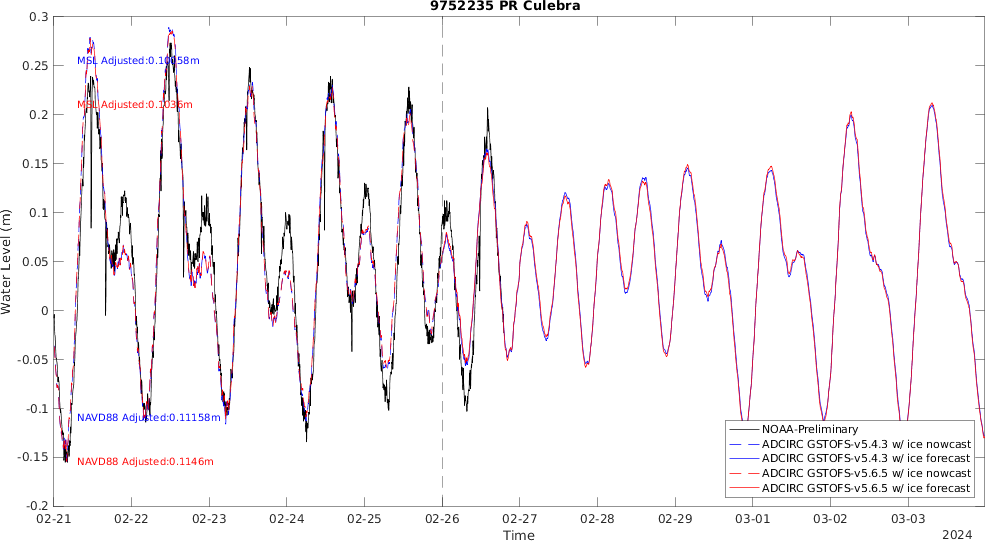 9752235 PR Culebra
0.3
0.25
0.2
0.15
0.1
0.05
0
-0.05
-0.1
-0.15
-0.2
Water Level (m)
MSL Adjusted:0.10058m
MSL Adjusted:0.1036m
NAVD88 Adjusted:0.11158m
NAVD88 Adjusted:0.1146m
NOAA-Preliminary
ADCIRC GSTOFS-v5.4.3 w/ ice nowcast
ADCIRC GSTOFS-v5.4.3 w/ ice forecast
ADCIRC GSTOFS-v5.6.5 w/ ice nowcast
ADCIRC GSTOFS-v5.6.5 w/ ice forecast
02-21 02-22 02-23 02-24 02-25 02-26 02-27 02-28 02-29 03-01 03-02 03-03
Time
2024